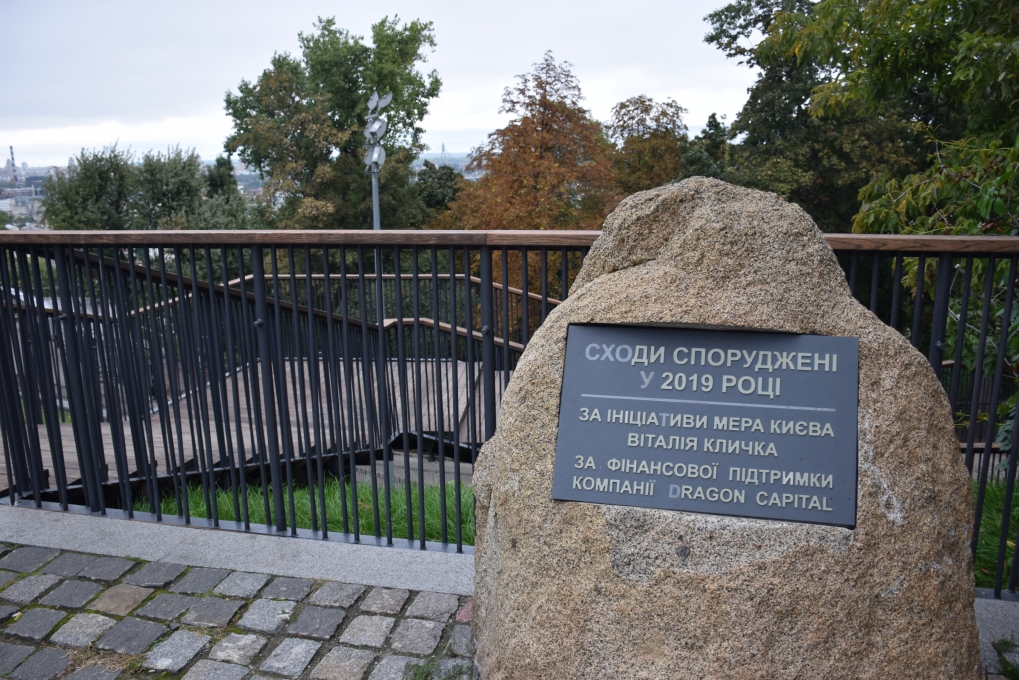 СХОДИ СПОРУДЖЕНІ
У 2019 РОЦІ
ЗА ІНІЦІАТИВИ МЕРА КИЄВА
ВІТАЛІЯ КЛИЧКА
ЗА ФІНАНСОВОЇ ПІДТРИМКИ
КОМПАНІЇ DRAGON CAPITAL